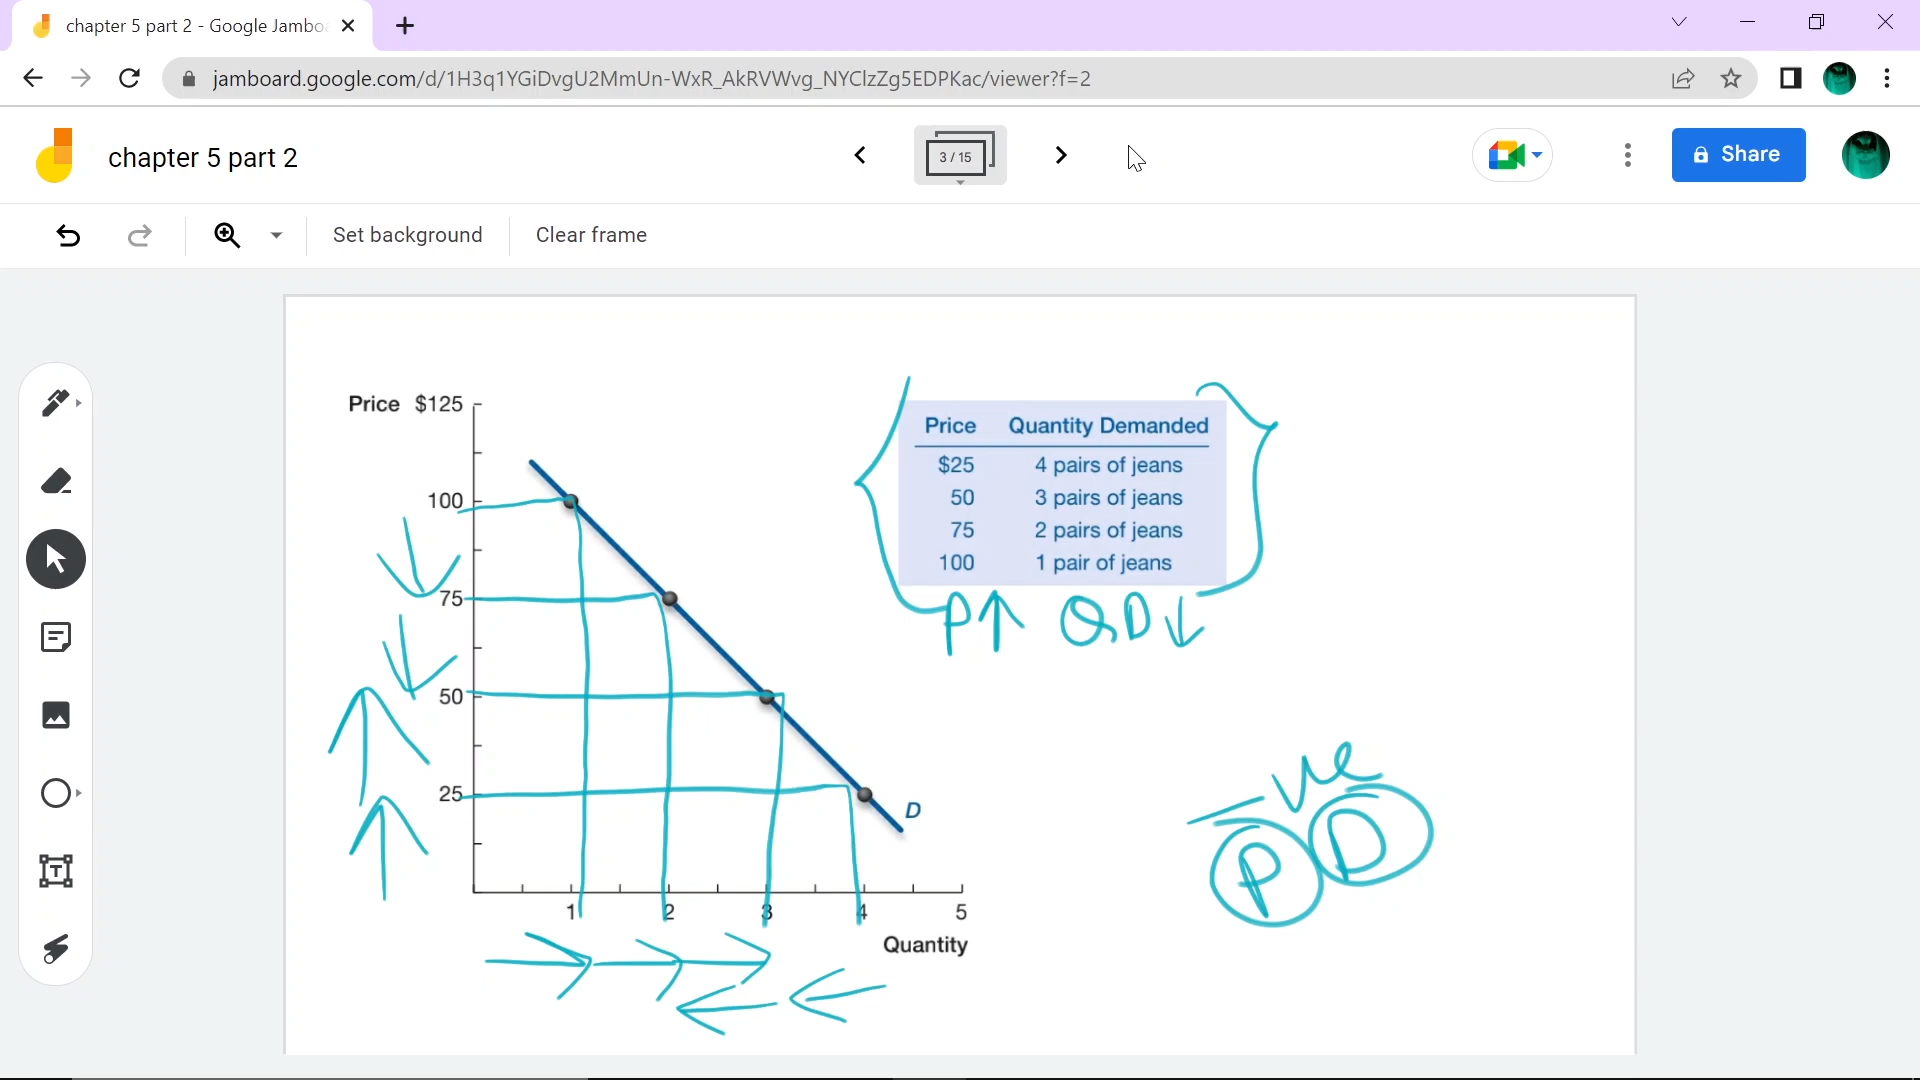 chapter 5 part 2 - Google Jambo
jamboard.google.com/d/1H3q1YGiDvgU2MmUn-WxR_AkRVWvg_NYClzZg5EDPKac/viewer?f=2
chapter 5 part 2
3 / 15
Share
Set background
Clear frame
Price $125
100
75
50
25
D
1 2 3 4 5
Quantity
Price Quantity Demanded
$25 4 pairs of jeans
50 3 pairs of jeans
75 2 pairs of jeans
100 1 pair of jeans
P↑ QD↓
-ve
P D